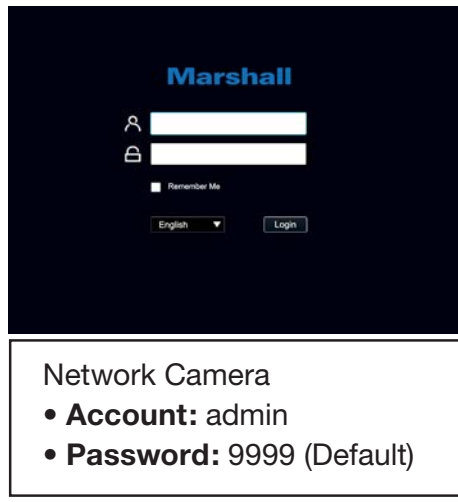 Marshall
Remember Me
English
Login
Network Camera
• Account: admin
• Password: 9999 (Default)